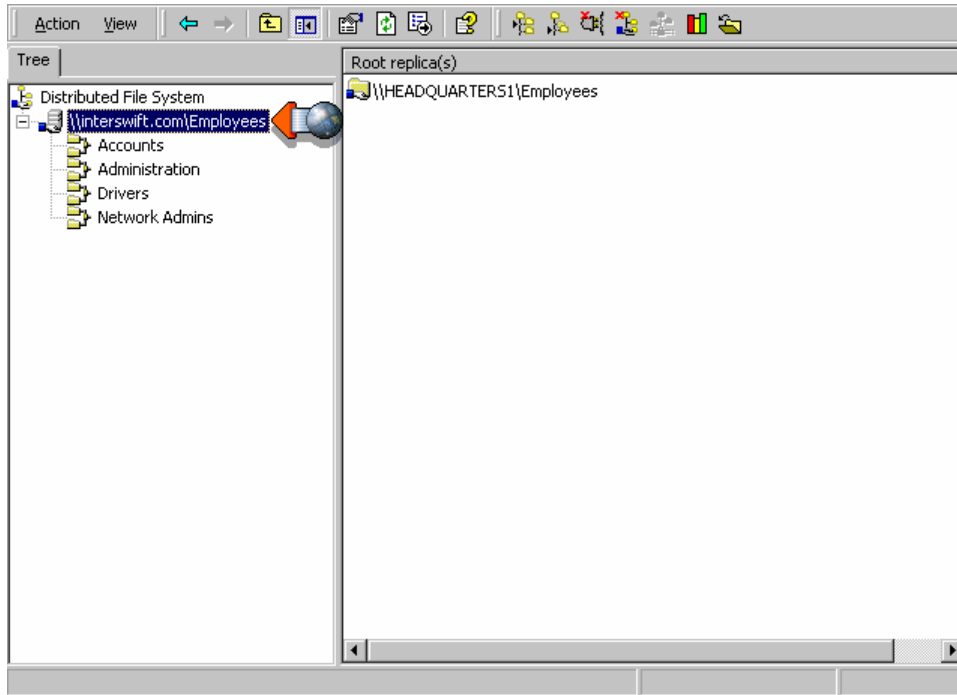 Action View
Tree
Root replica(s)
Distributed File System
\\HEADQUARTERS1\Employees
\\interswift.com\Employees
Accounts
Administration
Drivers
Network Admins